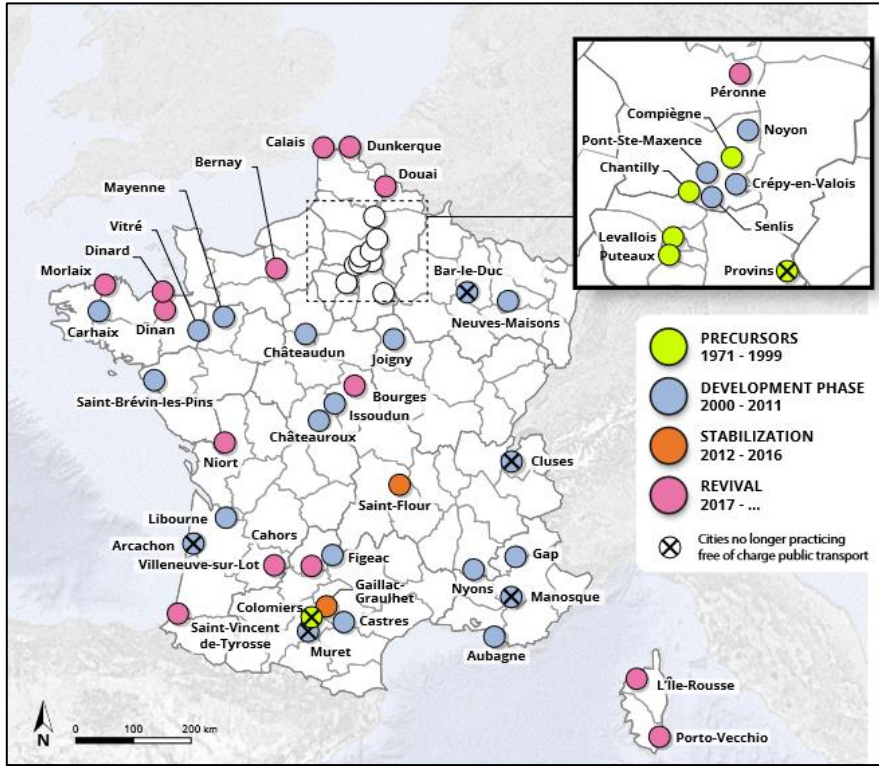 Péronne
Compiègne
Noyon
Pont-Ste-Maxence
Chantilly
Crépy-en-Valois
Senlis
Levallois
Puteaux
Provins
Calais
Dunkerque
Bernay
Douai
Mayenne
Vitré
Dinard
Morlaix
Bar-le-Duc
Carhaix
Dinan
Neuves-Maisons
Châteaudun
Joigny
Saint-Brévin-les-Pins
Bourges
Issoudun
Châteauroux
Niort
Cluses
Saint-Flour
Libourne
Cahors
Arcachon
Figeac
Gap
Villeneuve-sur-Lot
Gaillac-
Graulhet
Nyons
Manosque
Colomiers
Castres
Saint-Vincent
de-Tyrosse
Muret
Aubagne
L'Île-Rousse
Porto-Vecchio
PRECURSORS
1971 - 1999
DEVELOPMENT PHASE
2000 - 2011
STABILIZATION
2012 - 2016
REVIVAL
2017 - ...
Cities no longer practicing
free of charge public transport
N
0 100 200 km